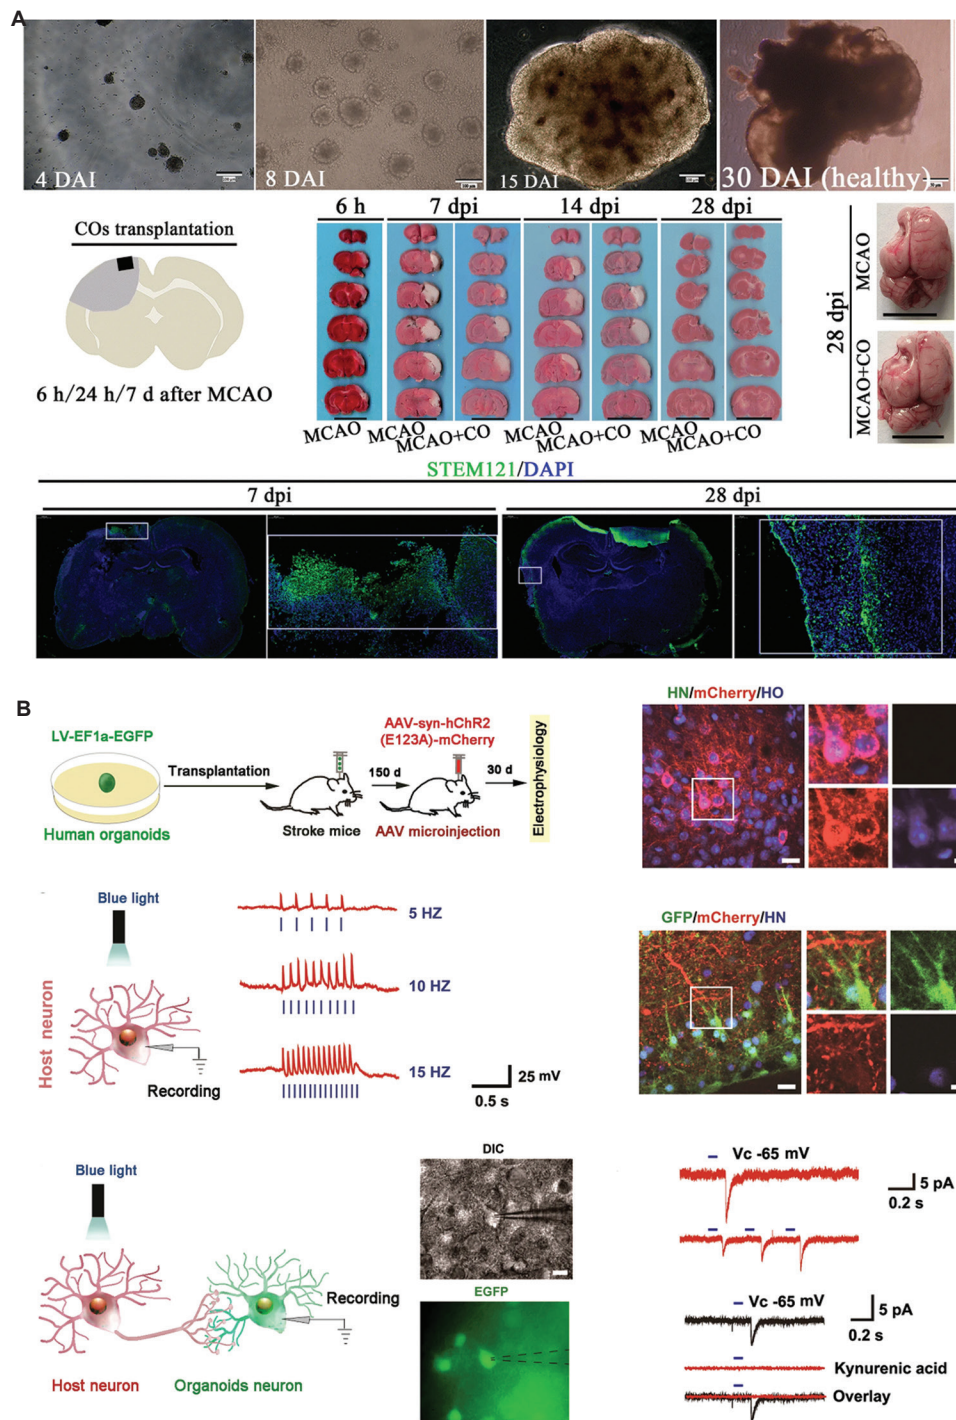 A
4 DAI
8 DAI
15 DAI
30 DAI (healthy)
COs transplantation
6 h/24 h/7 d after MCAO
6 h
7 dpi
14 dpi
28 dpi
MCAO
MCAO
MCAO+CO
MCAO
MCAO+CO
MCAO
MCAO+CO
28 dpi
MCAO
MCAO+CO
STEM121/DAPI
7 dpi
28 dpi
B
LV-EF1a-EGFP
Human organoids
Transplantation
Stroke mice
150 d
AAV-syn-hChR2
(E123A)-mCherry
AAV microinjection
30 d
Electrophysiology
HN/mCherry/HO
Blue light
Host neuron
Recording
5 HZ
10 HZ
15 HZ
25 mV
0.5 s
GFP/mCherry/HN
Blue light
Recording
Host neuron
Organoids neuron
DIC
EGFP
Vc -65 mV
5 pA
0.2 s
Vc -65 mV
5 pA
0.2 s
Kynurenic acid
Overlay